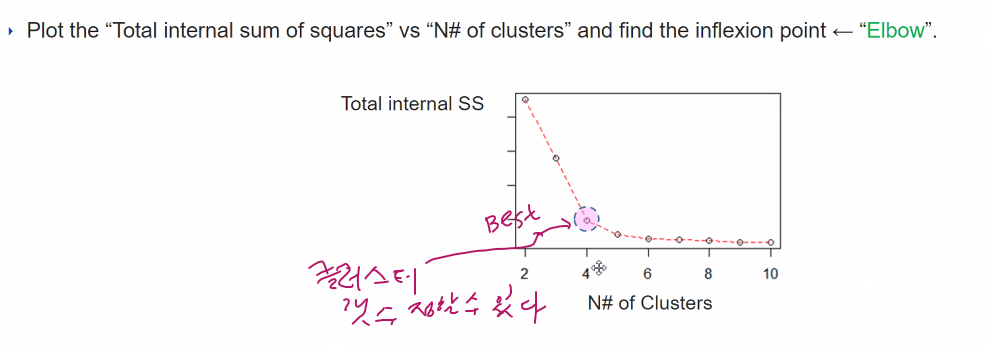 Plot the “Total internal sum of squares” vs “N# of clusters” and find the inflexion point ← “Elbow”.
Total internal SS
Best
2 4 6 8 10
클러스터
갯수 정할 수 있다
N# of Clusters